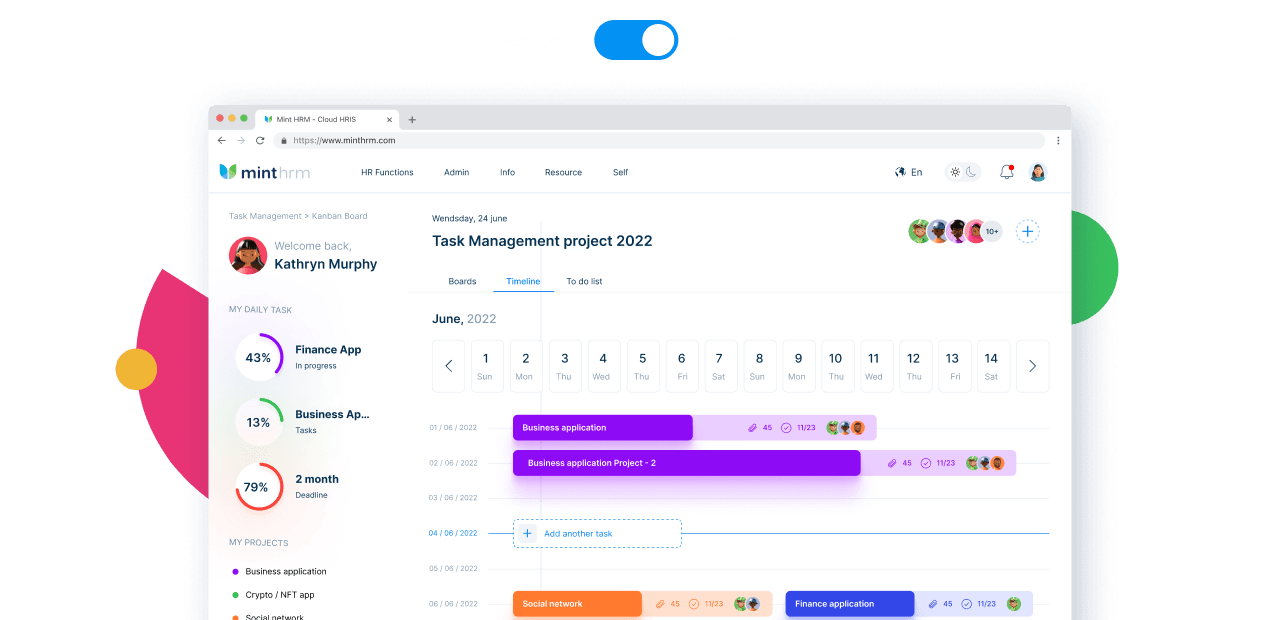 Mint HRM - Cloud HRIS
https://www.minthrm.com
minthrm
HR Functions Admin Info Resource Self
En
Task Management > Kanban Board
Welcome back,
Kathryn Murphy
MY DAILY TASK
43%
Finance App
In progress
13%
Business Ap...
Tasks
79%
2 month
Deadline
MY PROJECTS
Business application
Crypto / NFT app
Social network
Wendsday, 24 june
Task Management project 2022
10+
Boards Timeline To do list
June, 2022
1 2 3 4 5 6 7 8 9 10 11 12 13 14
Sun Mon Thu Wed Thu Fri Sat Sun Mon Thu Wed Thu Fri Sat
01 / 06 / 2022 Business application 45 11/23
02 / 06 / 2022 Business application Project - 2 45 11/23
03 / 06 / 2022
04 / 06 / 2022 Add another task
05 / 06 / 2022
06 / 06 / 2022 Social network 45 11/23 Finance application 45 11/23